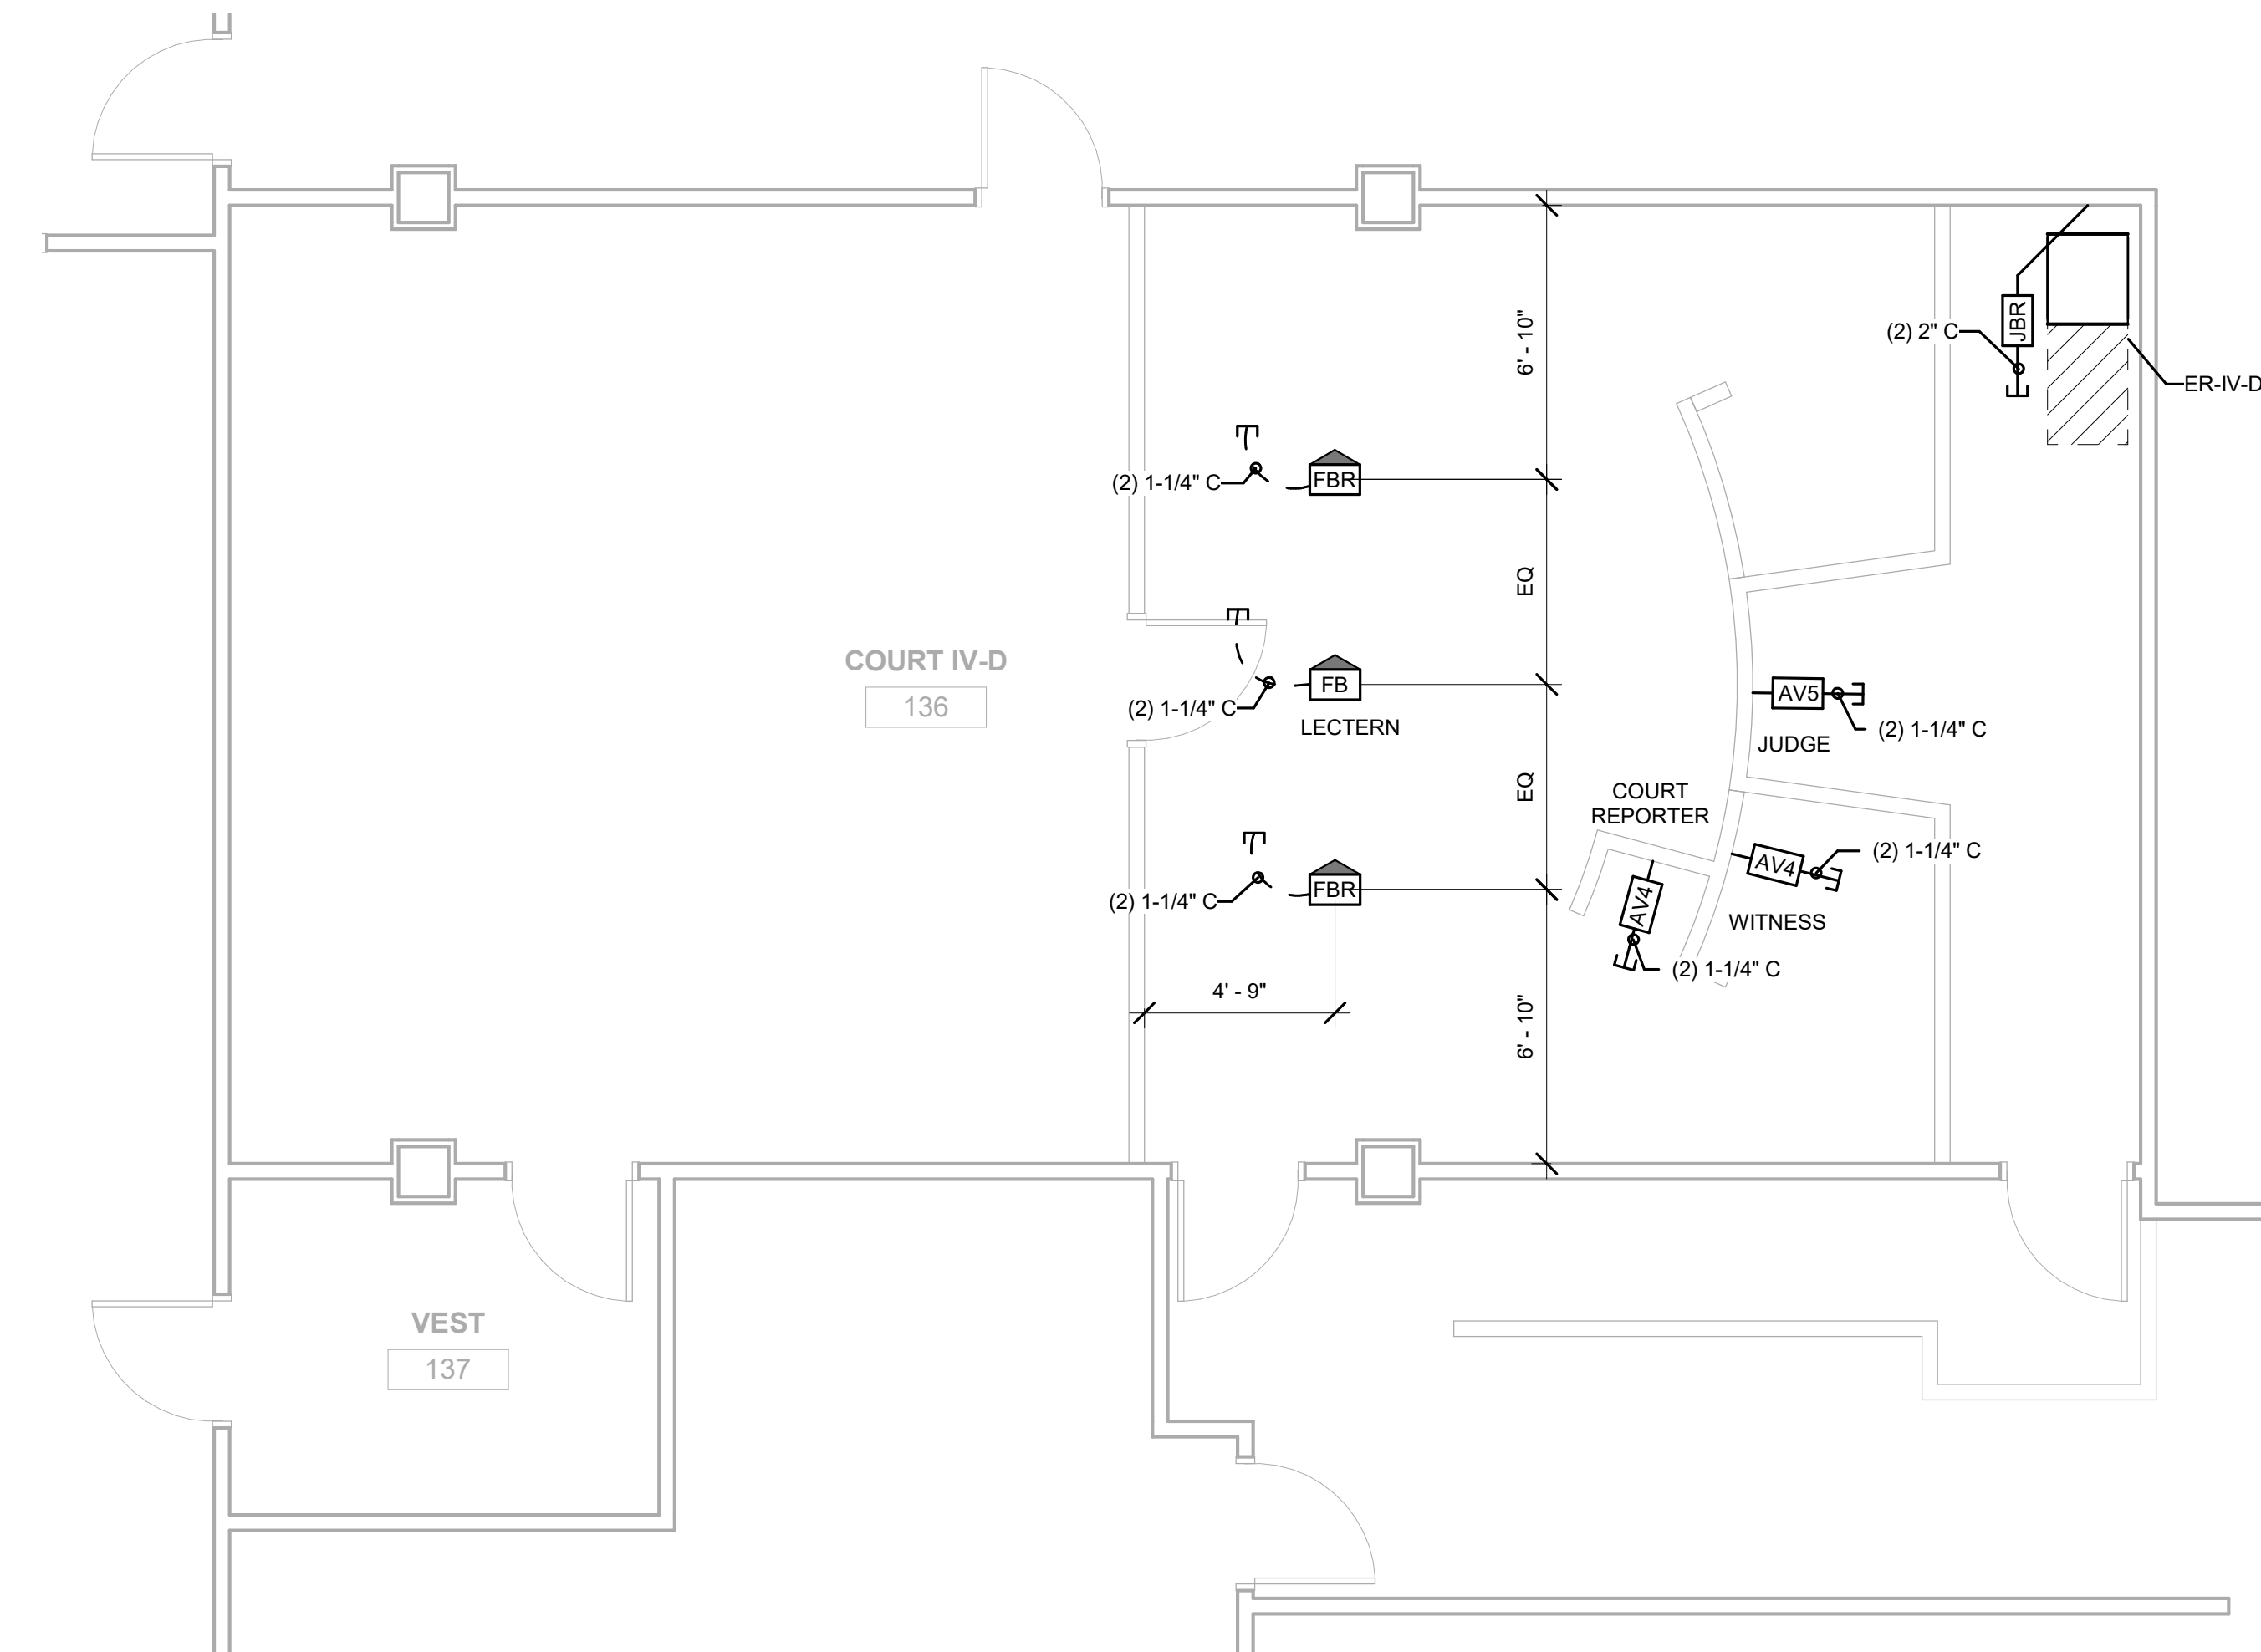 6' - 10"
(2) 2" C
JBR
ER-IV-D
(2) 1-1/4" C
FBR
EQ
COURT IV-D
136
FB
(2) 1-1/4" C
LECTERN
AV5
(2) 1-1/4" C
JUDGE
EQ
COURT
REPORTER
(2) 1-1/4" C
AV4
WITNESS
AV4
(2) 1-1/4" C
(2) 1-1/4" C
FBR
4' - 9"
6' - 10"
VEST
137